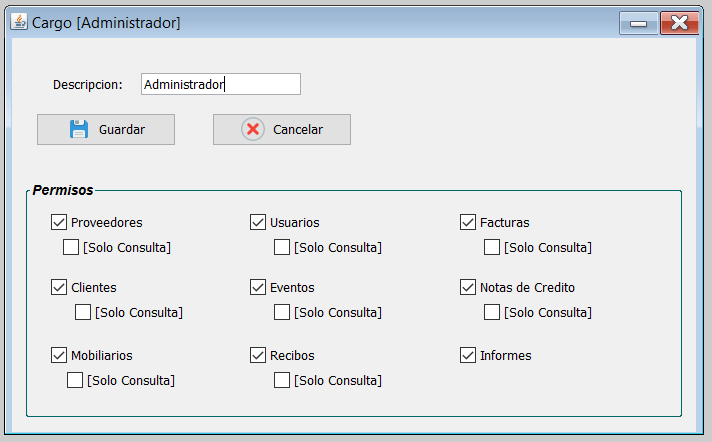 Cargo [Administrador]
Descripcion: Administrador
Guardar Cancelar
Permisos
Proveedores Usuarios Facturas
[Solo Consulta] [Solo Consulta] [Solo Consulta]
Clientes Eventos Notas de Credito
[Solo Consulta] [Solo Consulta] [Solo Consulta]
Mobiliarios Recibos Informes
[Solo Consulta] [Solo Consulta]